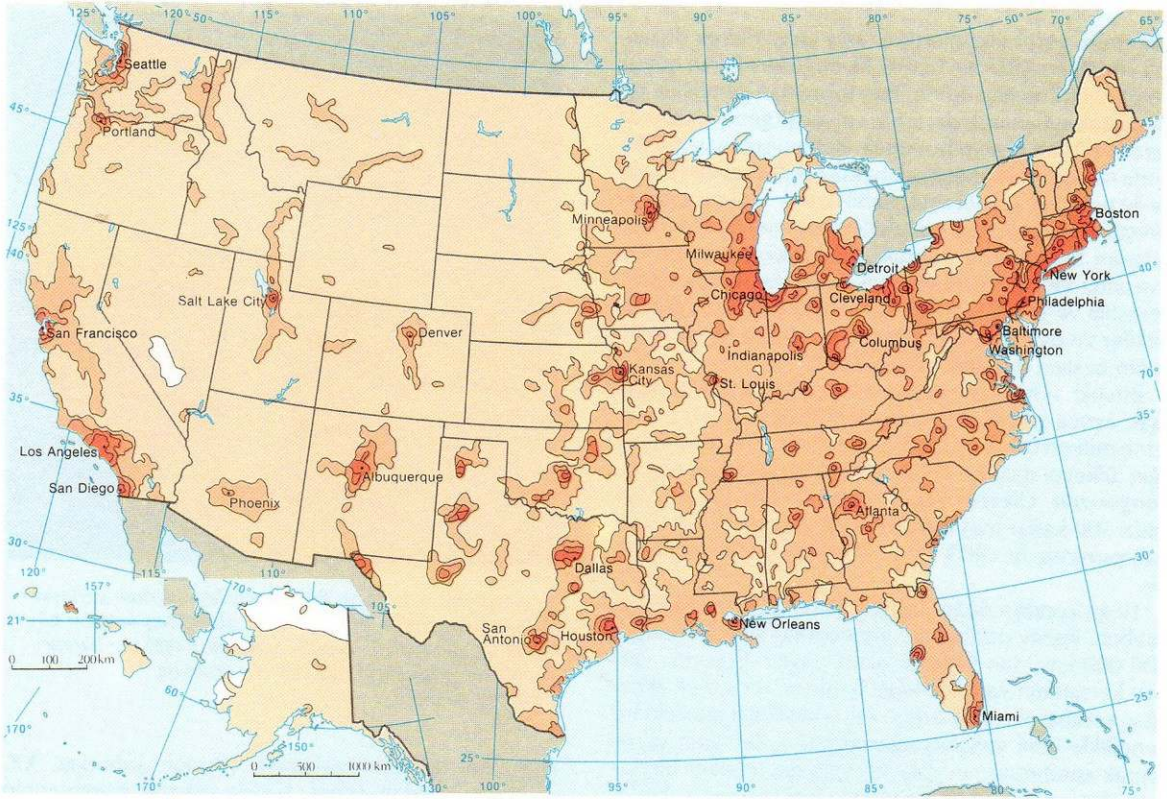 125°
120°
50°
115°
110°
105°
100°
95°
90°
85°
80°
75°
70°
65°
Seattle
45°
Portland
45°
Minneapolis
Boston
125°
40°
Milwaukee
Detroit
New York
40°
Salt Lake City
Chicago
Cleveland
Philadelphia
San Francisco
Denver
Columbus
Baltimore
Indianapolis
Washington
Kansas
City
St. Louis
70°
35°
35°
Los Angeles
Albuquerque
San Diego
Phoenix
Atlanta
30°
Dallas
30°
120°
157°
115°
110°
70°
105°
21°
San
Antonio
Houston
New Orleans
0 100 200 km
60°
25°
Miami
170°
150°
25°
0 500 1000 km
170°
130°
100°
95°
90°
85°
80°
75°